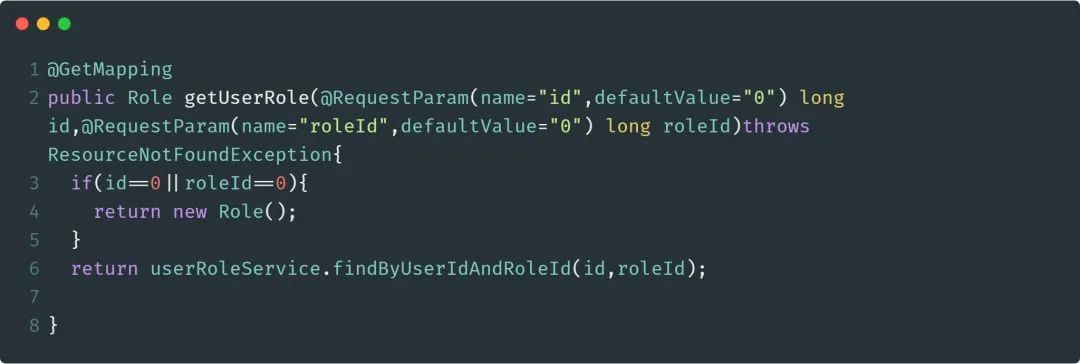 1 @GetMapping
2 public Role getUserRole(@RequestParam(name="id",defaultValue="0") long
id,@RequestParam(name="roleId",defaultValue="0") long roleId)throws
ResourceNotFoundException{
3 if(id==0||roleId==0){
4 return new Role();
5 }
6 return userRoleService.findByUserIdAndRoleId(id,roleId);
7
8 }